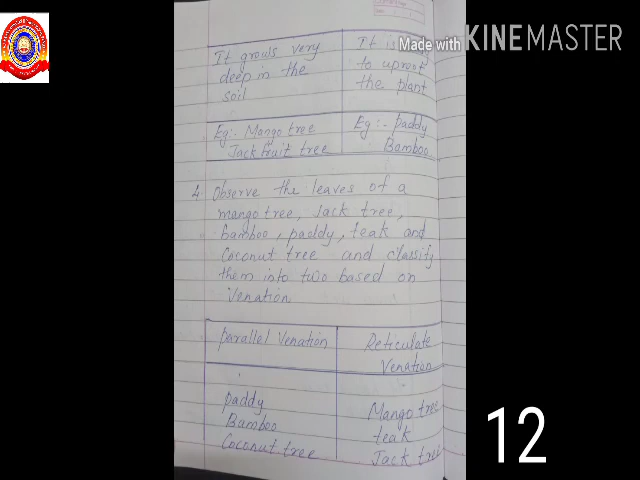 Made with KINEMASTER
It grows very
deep in the
soil
It is
to uproot
the plant
Eg:- Mango tree
Jack fruit tree
Eg:- Paddy
Bamboo
4 Observe the leaves of a
mango tree, Jack tree,
bamboo, paddy, teak and
Coconut tree and classify
them into two based on
Venation
Parallel Venation
Reticulate
Venation
Paddy
Bamboo
Coconut tree
Mango tree
teak
Jack tree
12